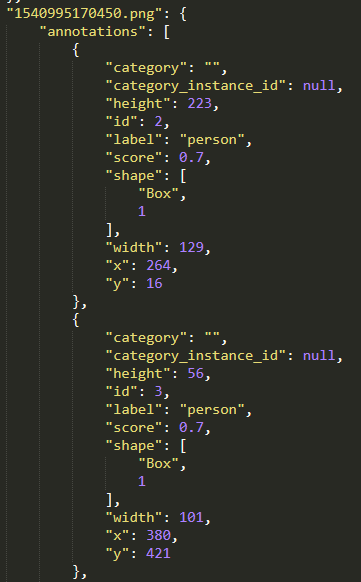 "1540995170450.png": {
"annotations": [
{
"category": "",
"category_instance_id": null,
"height": 223,
"id": 2,
"label": "person",
"score": 0.7,
"shape": [
"Box",
1
],
"width": 129,
"x": 264,
"y": 16
},
{
"category": "",
"category_instance_id": null,
"height": 56,
"id": 3,
"label": "person",
"score": 0.7,
"shape": [
"Box",
1
],
"width": 101,
"x": 380,
"y": 421
},